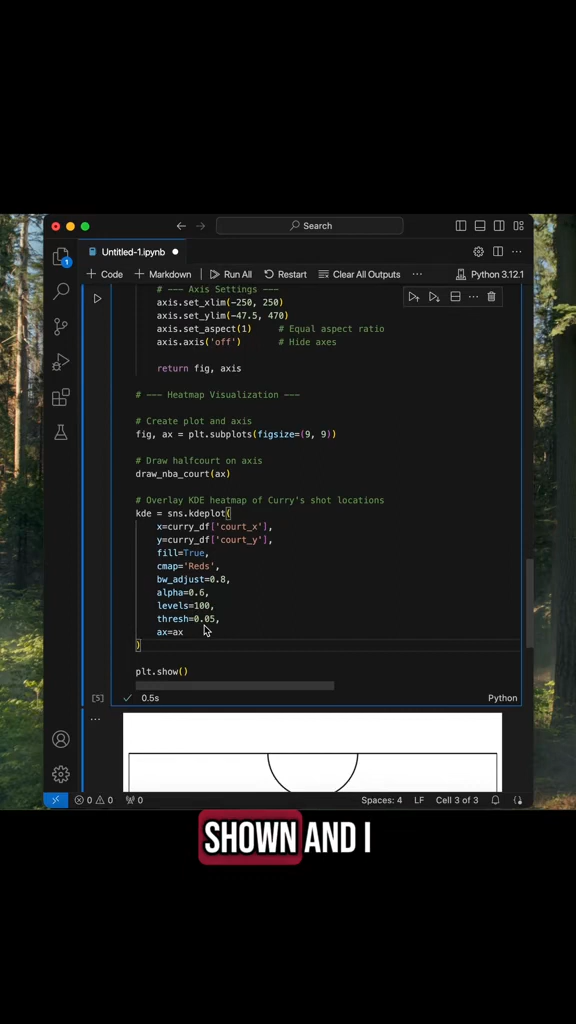 Search
Untitled-1.ipynb
Code
Markdown
Run All
Restart
Clear All Outputs
...
Python 3.12.1
1
# --- Axis Settings ---
axis.set_xlim(-250, 250)
axis.set_ylim(-47.5, 470)
axis.set_aspect(1)    # Equal aspect ratio
axis.axis('off')      # Hide axes
return fig, axis
# --- Heatmap Visualization ---
# Create plot and axis
fig, ax = plt.subplots(figsize=(9, 9))
# Draw halfcourt on axis
draw_nba_court(ax)
# Overlay KDE heatmap of Curry's shot locations
kde = sns.kdeplot(
x=curry_df['court_x'],
y=curry_df['court_y'],
fill=True,
cmap='Reds',
bw_adjust=0.8,
alpha=0.6,
levels=100,
thresh=0.05,
ax=ax
)
plt.show()
[5]
0.5s
Python
...
0
0
0
Spaces: 4
LF
Cell 3 of 3
SHOWN AND I